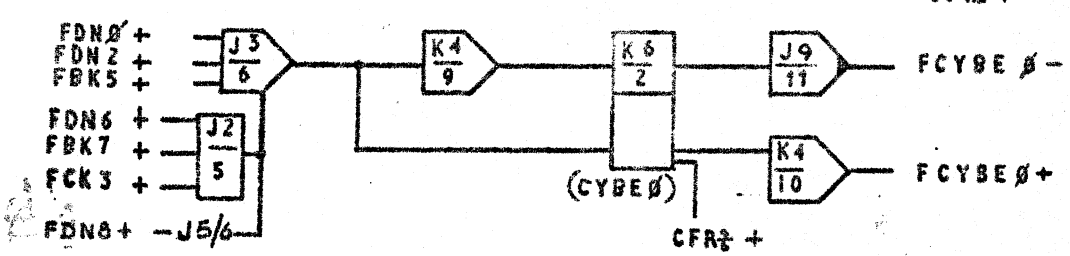 FDNØ +
FDN2 +
FBK5 +
J3
6
K4
9
K6
2
J9
11
FCYBE Ø -
FDN6 +
FBK7 +
FCK3 +
J2
5
(CYBEØ)
K4
10
FCYBEØ+
FDN8+ -J5/6
CFR +